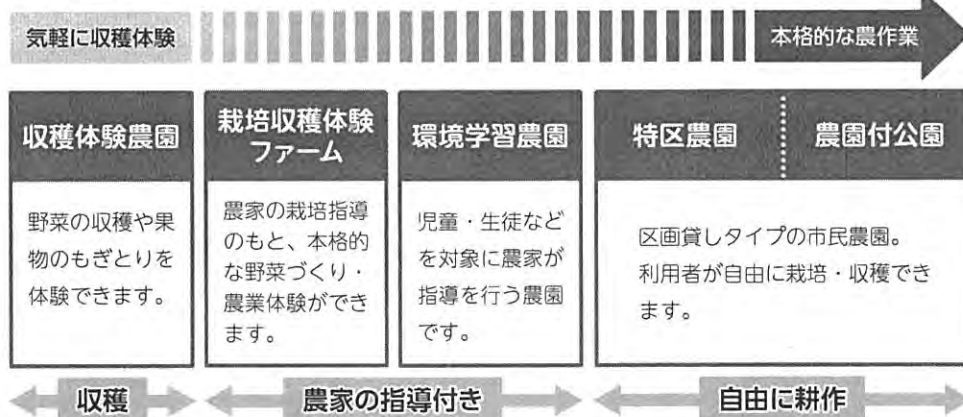 気軽に収穫体験
本格的な農作業
収穫体験農園
野菜の収穫や果
物のもぎとりを
体験できます。
栽培収穫体験
ファーム
農家の栽培指導
のもと、本格的
な野菜づくり・
農業体験ができ
ます。
環境学習農園
児童・生徒など
を対象に農家が
指導を行う農園
です。
特区農園
農園付公園
区画貸しタイプの市民農園。
利用者が自由に栽培・収穫でき
ます。
収穫
農家の指導付き
自由に耕作